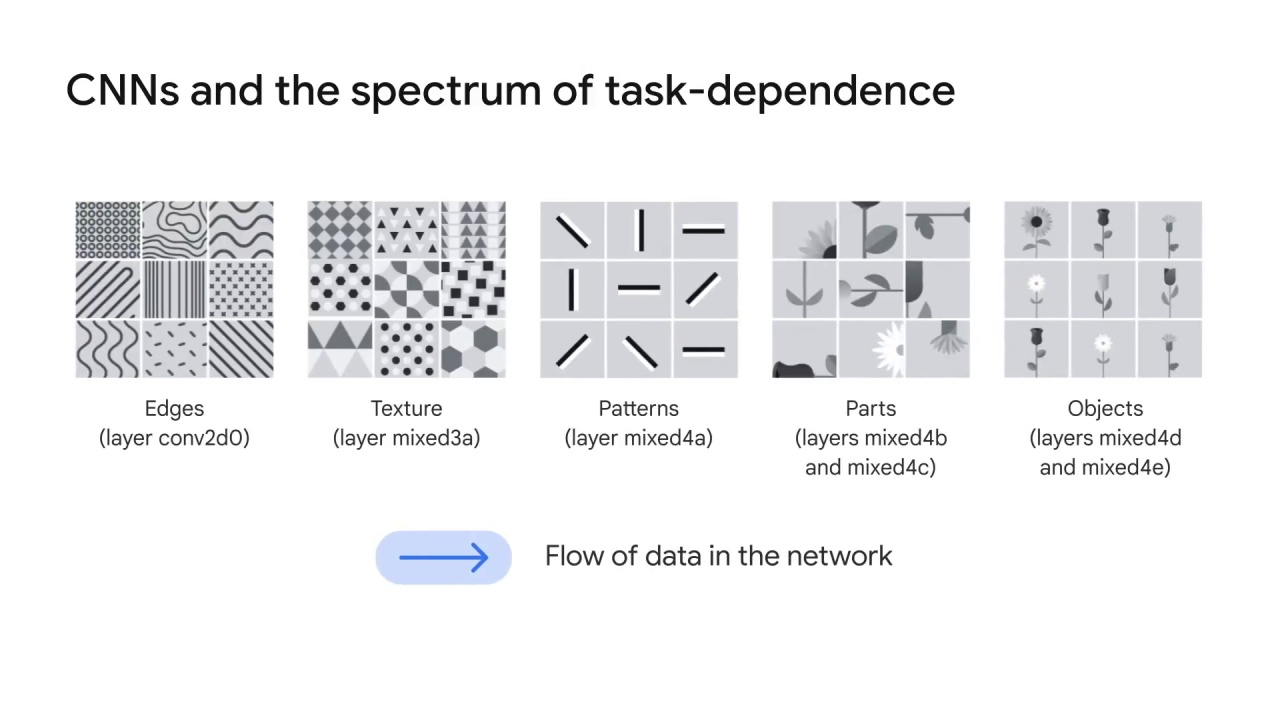 CNNs and the spectrum of task-dependence
Edges
(layer conv2d0)
Texture
(layer mixed3a)
Patterns
(layer mixed4a)
Parts
(layers mixed4b
and mixed4c)
Objects
(layers mixed4d
and mixed4e)
Flow of data in the network